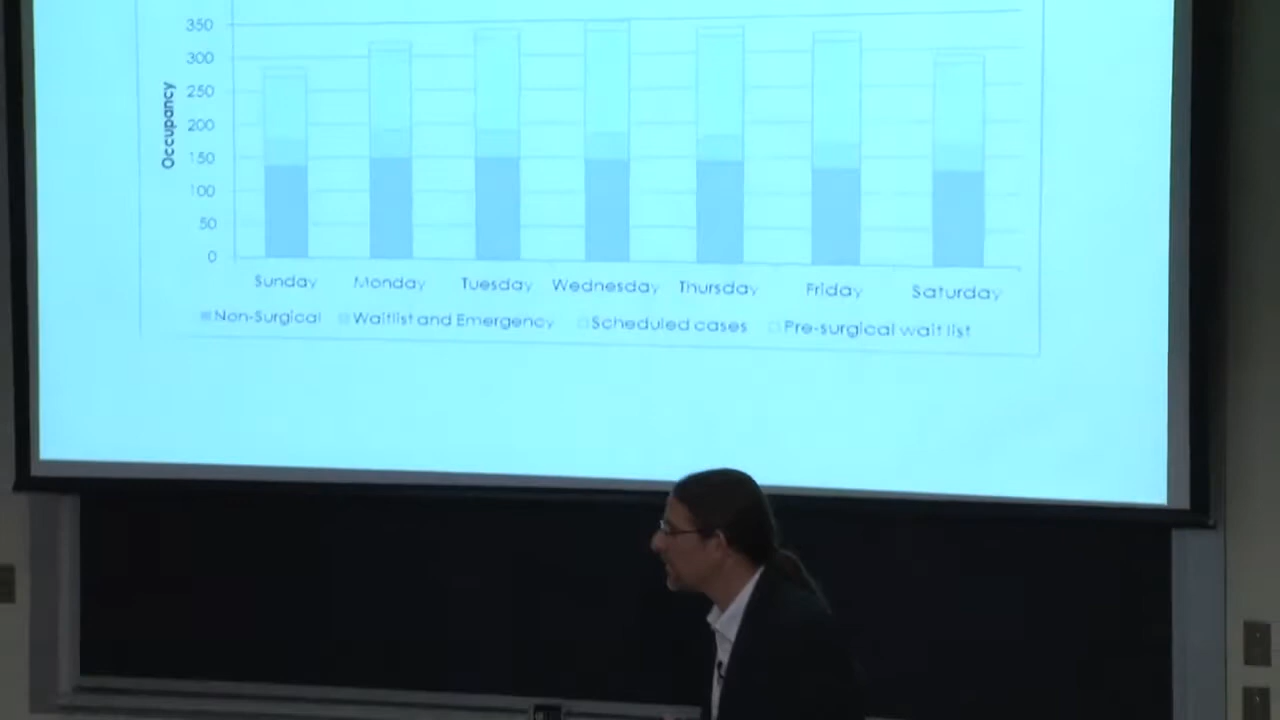 350
300
250
200
150
100
50
0
Occupancy
Sunday Monday Tuesday Wednesday Thursday Friday Saturday
Non-Surgical Waitlist and Emergency Scheduled cases Pre-surgical wait list